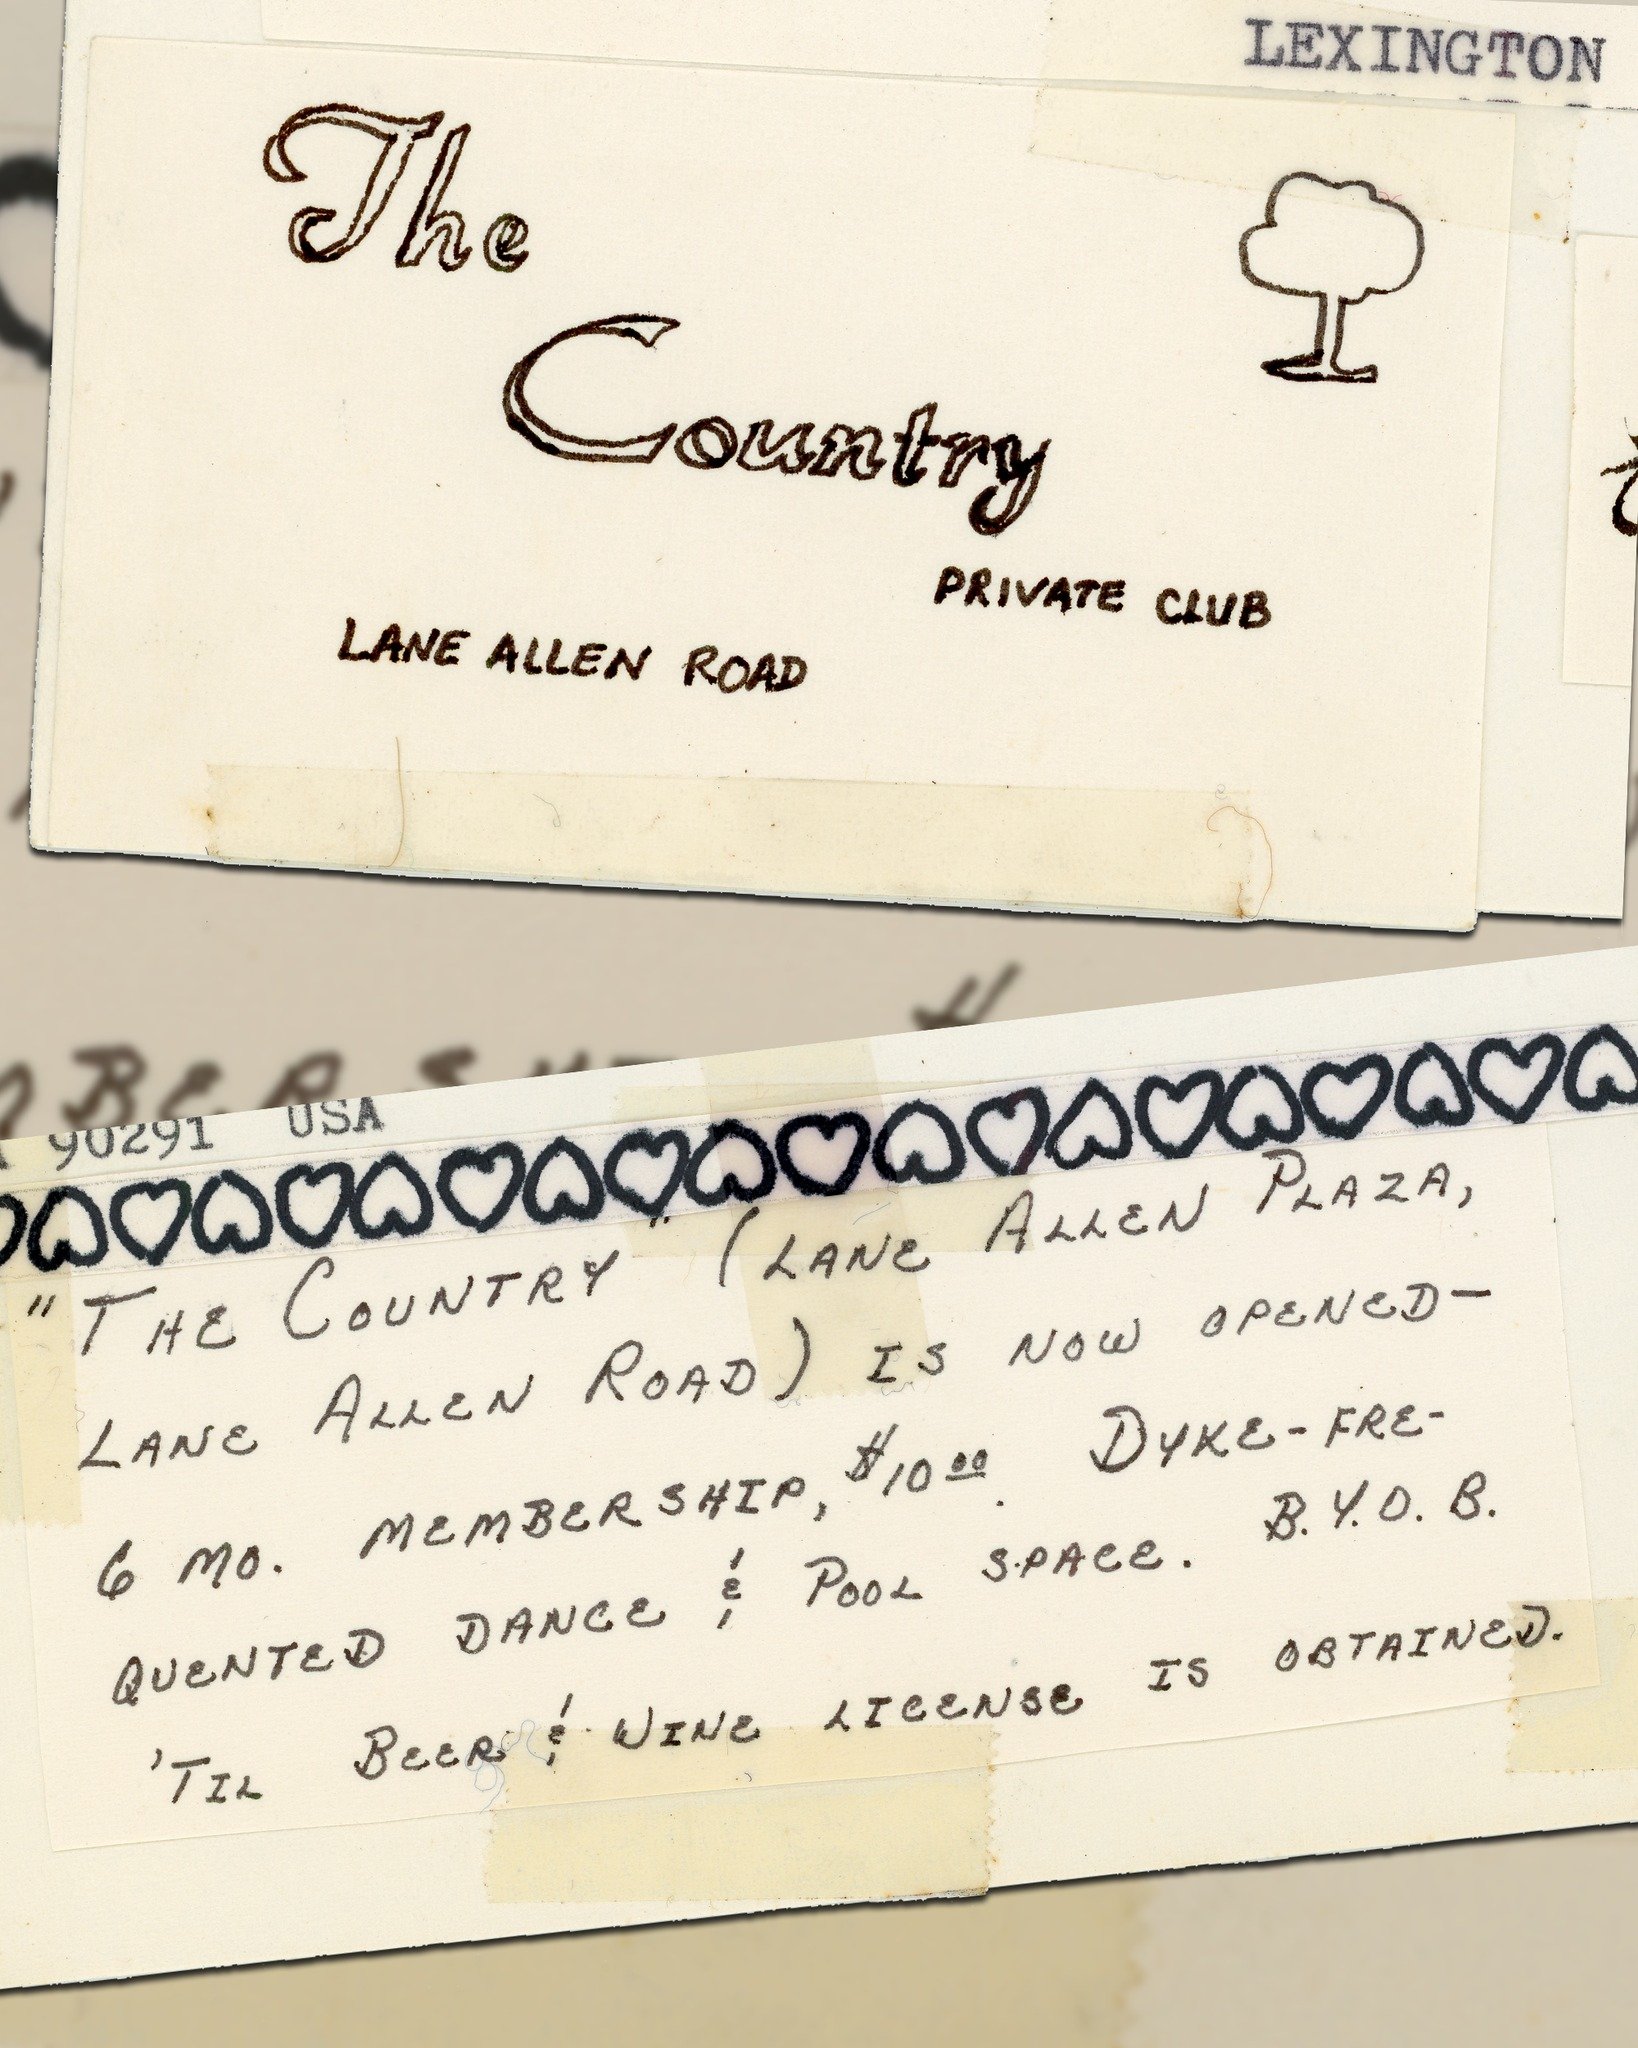 LEXINGTON
The
Country
PRIVATE CLUB
LANE ALLEN ROAD
90291 USA
"THE COUNTRY" (LANE ALLEN PLAZA,
LANE ALLEN ROAD) IS NOW OPENED-
6 MO. MEMBERSHIP, $10.00. DYKE-FRE-
QUENTED DANCE & POOL SPACE. B.Y.O.B.
'TIL BEER & WINE LICENSE IS OBTAINED.